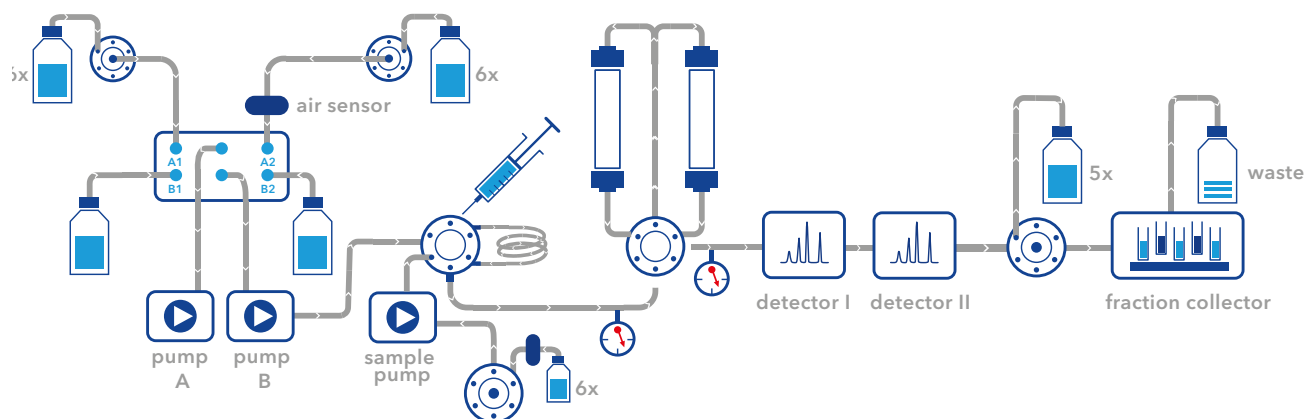 6x
6x
air sensor
A1
A2
B1
B2
5x
waste
detector I
detector II
fraction collector
pump
A
pump
B
sample
pump
6x